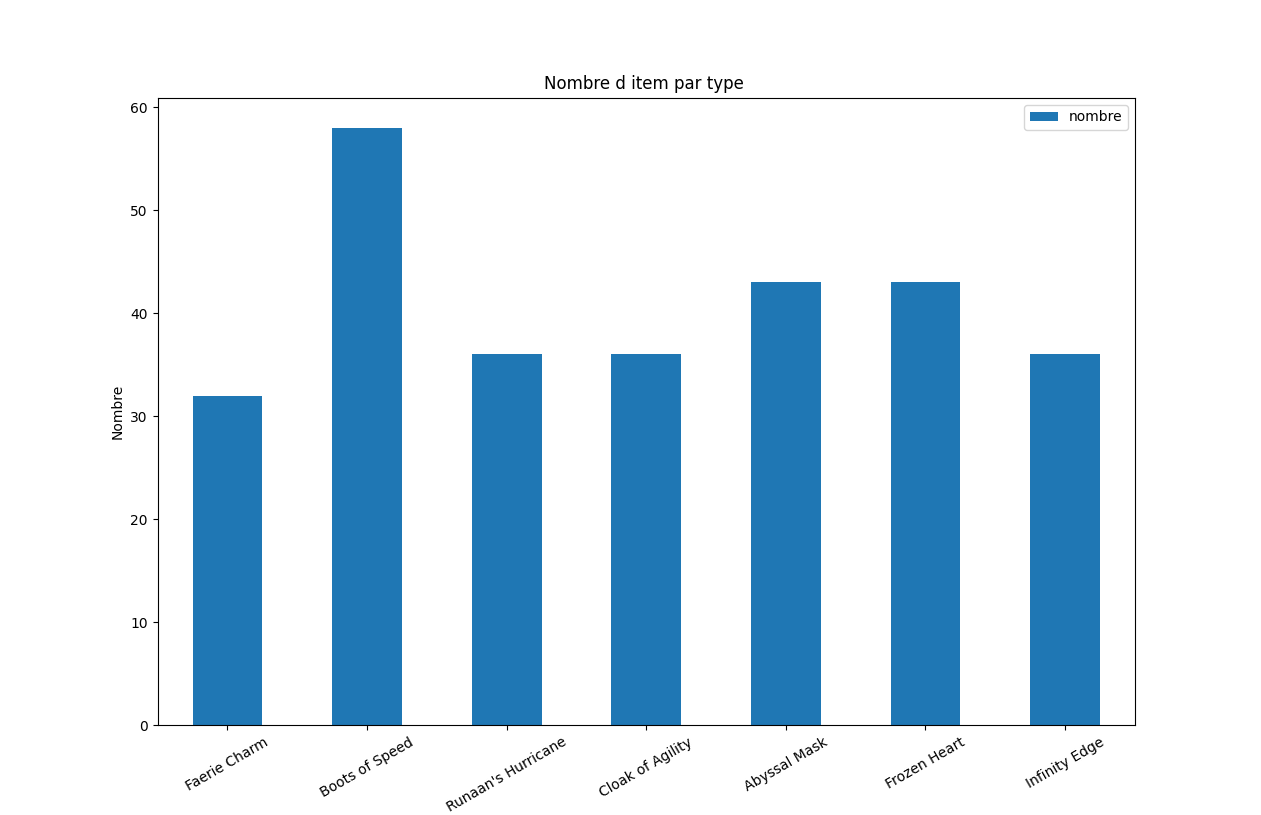 Nombre d item par type
nombre
Nombre
60
50
40
30
20
10
0
Faerie Charm
Boots of Speed
Runaan's Hurricane
Cloak of Agility
Abyssal Mask
Frozen Heart
Infinity Edge